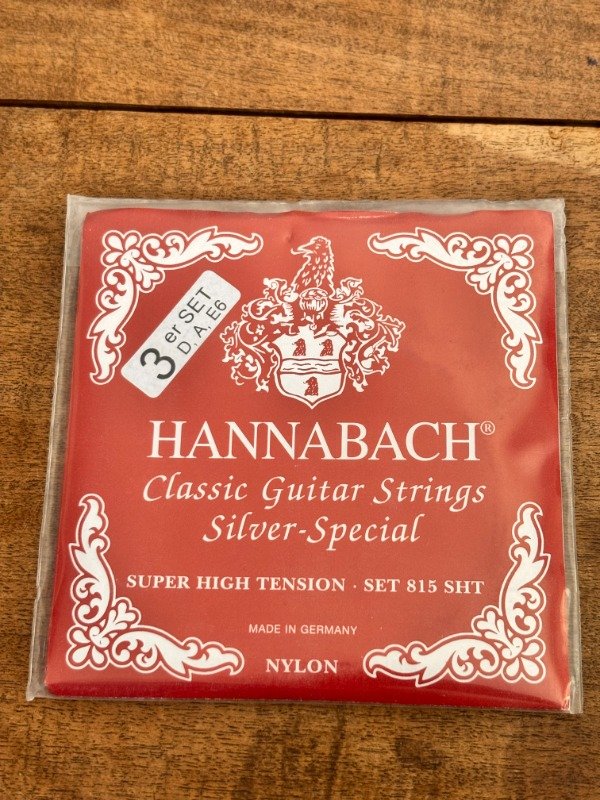 3 er SET
D. A. E6
HANNABACH®
Classic Guitar Strings
Silver-Special
SUPER HIGH TENSION · SET 815 SHT
MADE IN GERMANY
NYLON